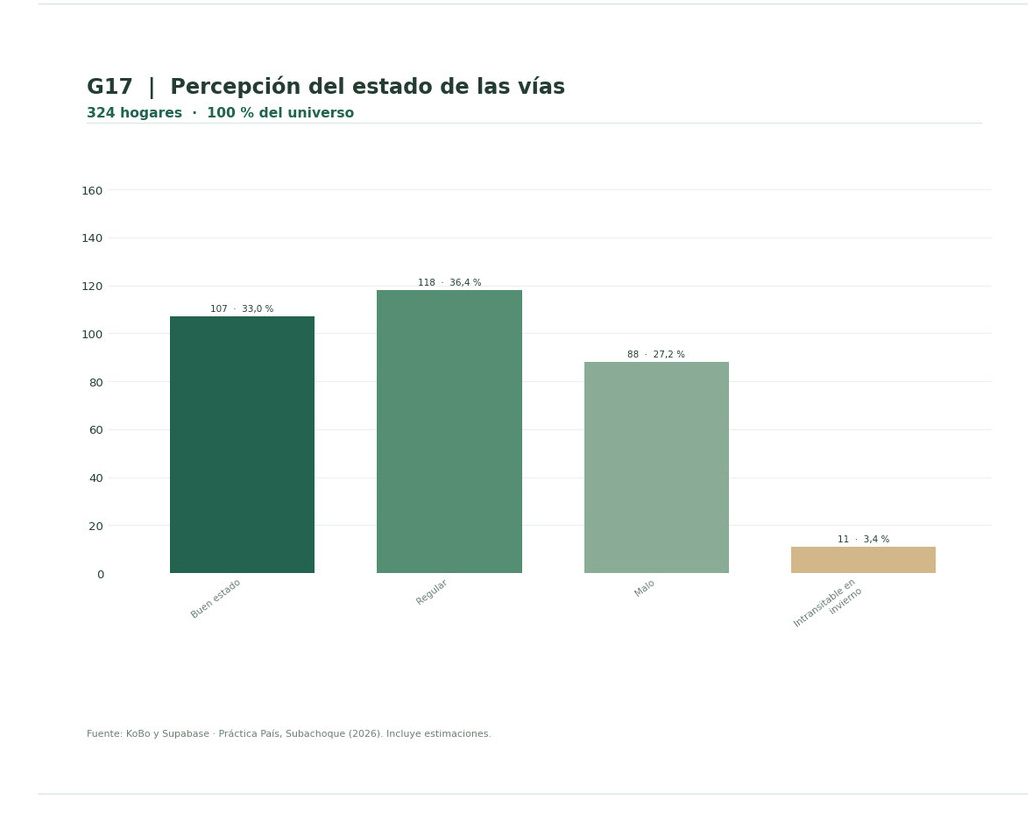 G17 | Percepción del estado de las vías
324 hogares · 100 % del universo
160
140
120
100
80
60
40
20
0
107 · 33,0 %
118 · 36,4 %
88 · 27,2 %
11 · 3,4 %
Buen estado
Regular
Malo
Intransitable en
invierno
Fuente: KoBo y Supabase · Práctica País, Subachoque (2026). Incluye estimaciones.